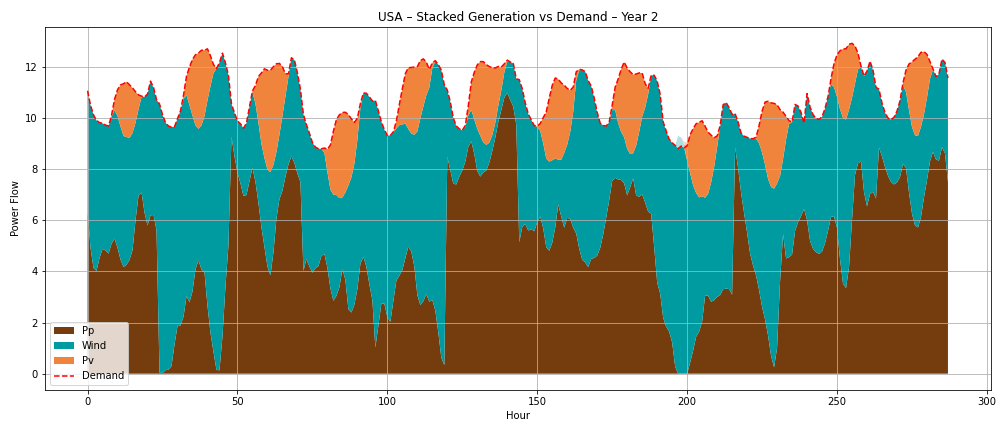 USA – Stacked Generation vs Demand – Year 2
Power Flow
12
10
8
6
4
2
0
Pp
Wind
Pv
Demand
0 50 100 150 200 250 300
Hour